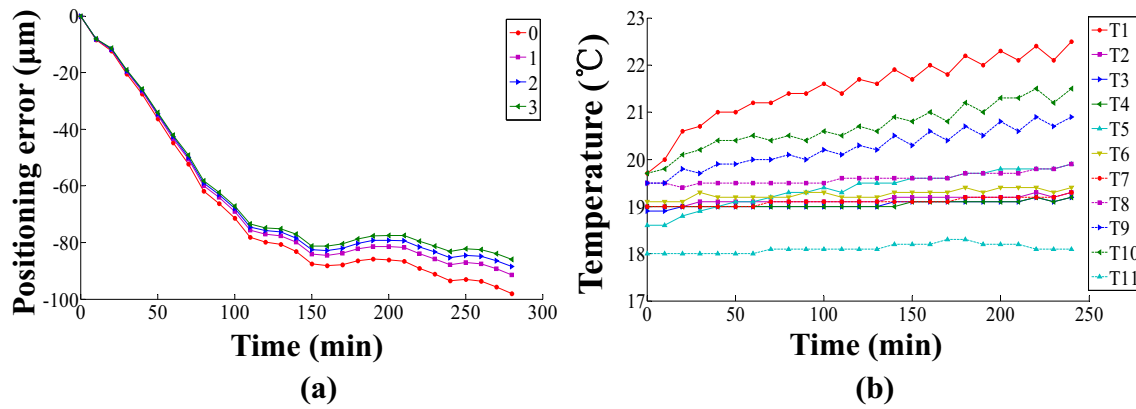 Positioning error (μm)
0
-20
-40
-60
-80
-100
0
50
100
150
200
250
300
Time (min)
0
1
2
3
(a)
Temperature (℃)
23
22
21
20
19
18
17
0
50
100
150
200
250
Time (min)
T1
T2
T3
T4
T5
T6
T7
T8
T9
T10
T11
(b)